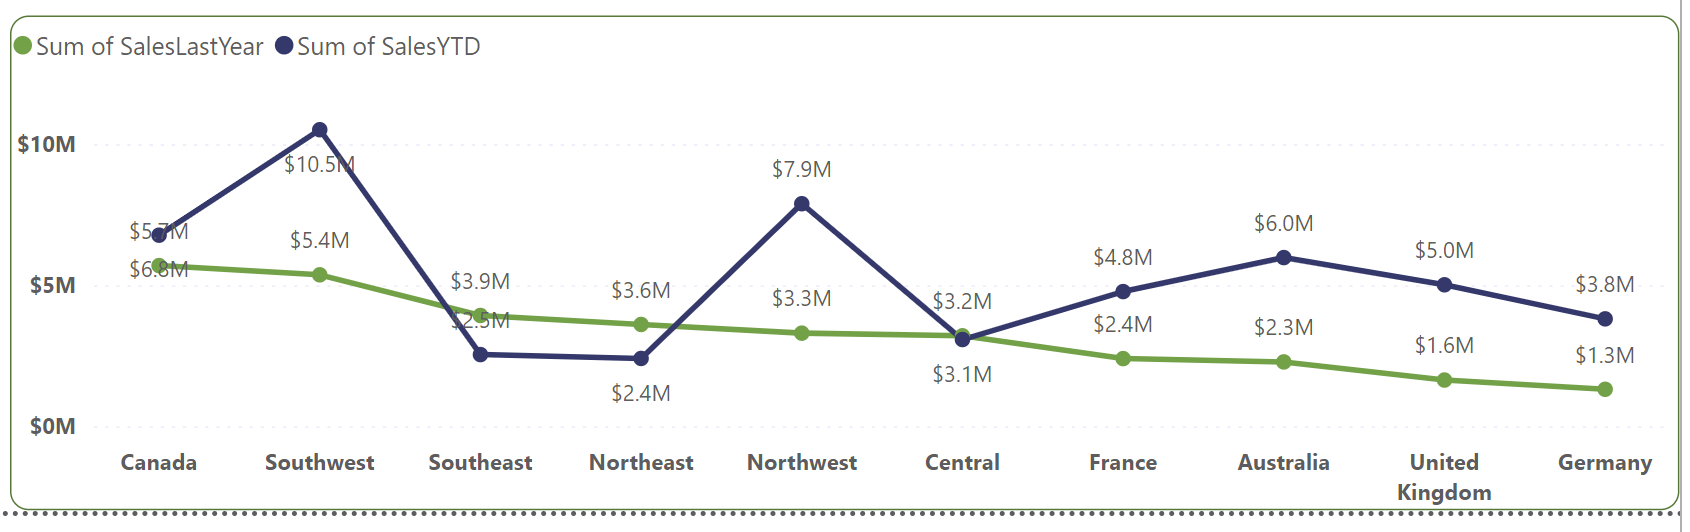 Sum of SalesLastYear Sum of SalesYTD
$10M
$5M
$0M
$10.5M
$7.9M
$5.7M
$5.4M
$6.0M
$6.8M
$3.9M
$3.6M
$3.3M
$3.2M
$4.8M
$5.0M
$3.8M
$2.5M
$2.4M
$2.3M
$1.6M
$1.3M
$2.4M
$3.1M
Canada Southwest Southeast Northeast Northwest Central France Australia United Kingdom Germany